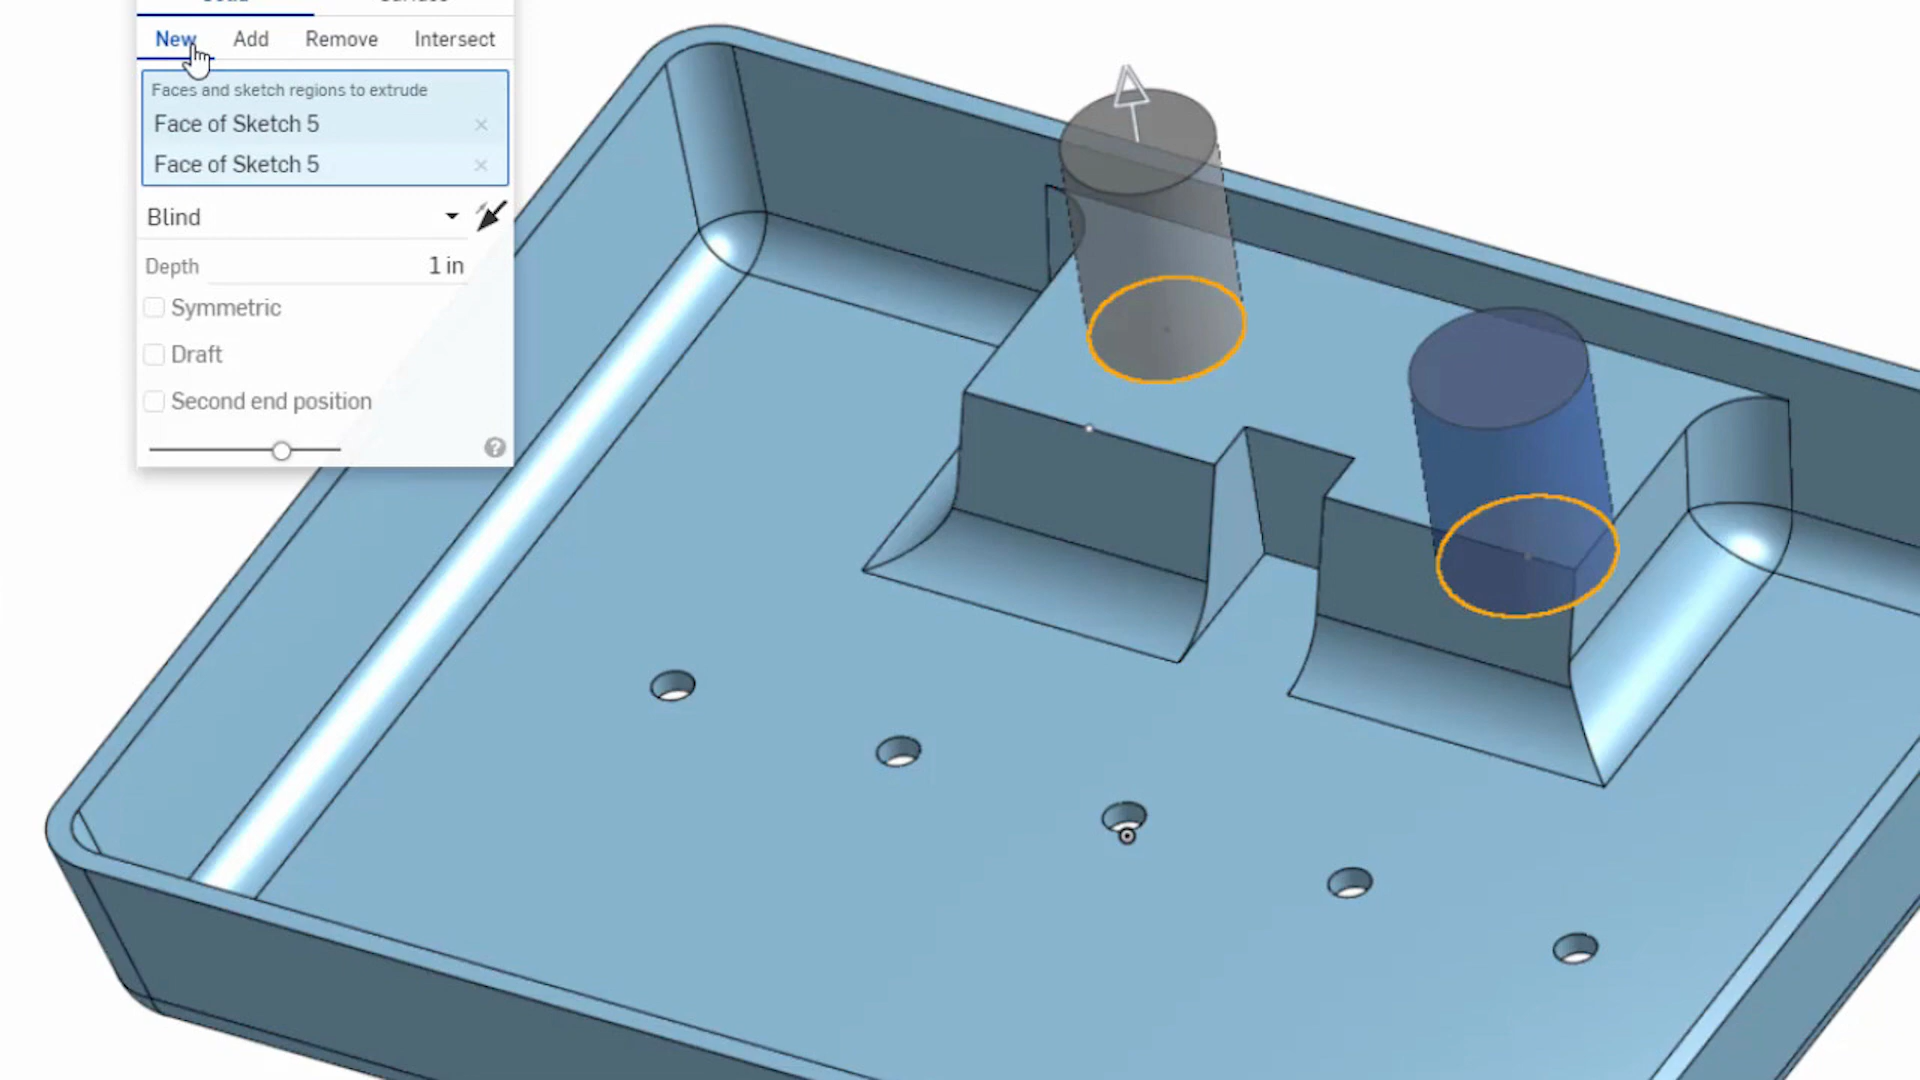 New Add Remove Intersect
Faces and sketch regions to extrude
Face of Sketch 5
Face of Sketch 5
Blind
Depth 1 in
Symmetric
Draft
Second end position
?